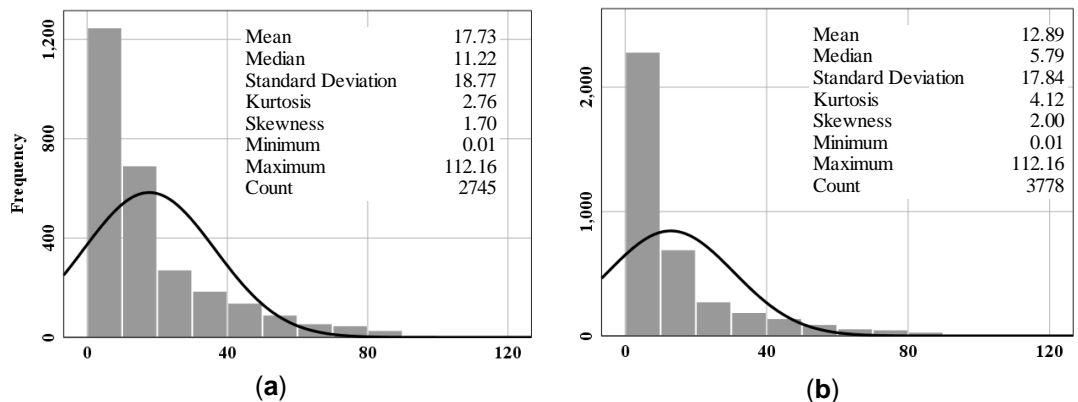 Frequency
1,200
800
400
0
Mean 17.73
Median 11.22
Standard Deviation 18.77
Kurtosis 2.76
Skewness 1.70
Minimum 0.01
Maximum 112.16
Count 2745
0 40 80 120
(a)
2,000
1,000
0
Mean 12.89
Median 5.79
Standard Deviation 17.84
Kurtosis 4.12
Skewness 2.00
Minimum 0.01
Maximum 112.16
Count 3778
0 40 80 120
(b)